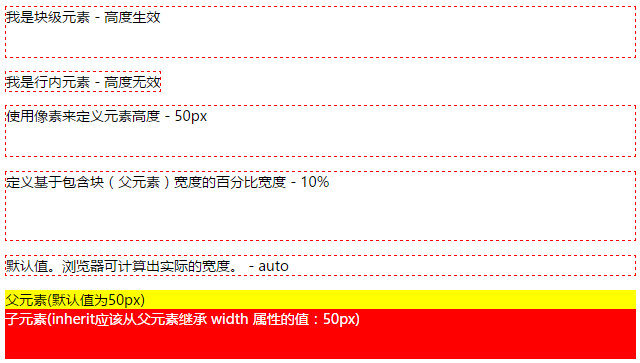 我是块级元素 - 高度生效
我是行内元素 - 高度无效
使用像素来定义元素高度 - 50px
定义基于包含块（父元素）宽度的百分比宽度 - 10%
默认值。浏览器可计算出实际的宽度。 - auto
父元素(默认值为50px)
子元素(inherit应该从父元素继承 width 属性的值：50px)